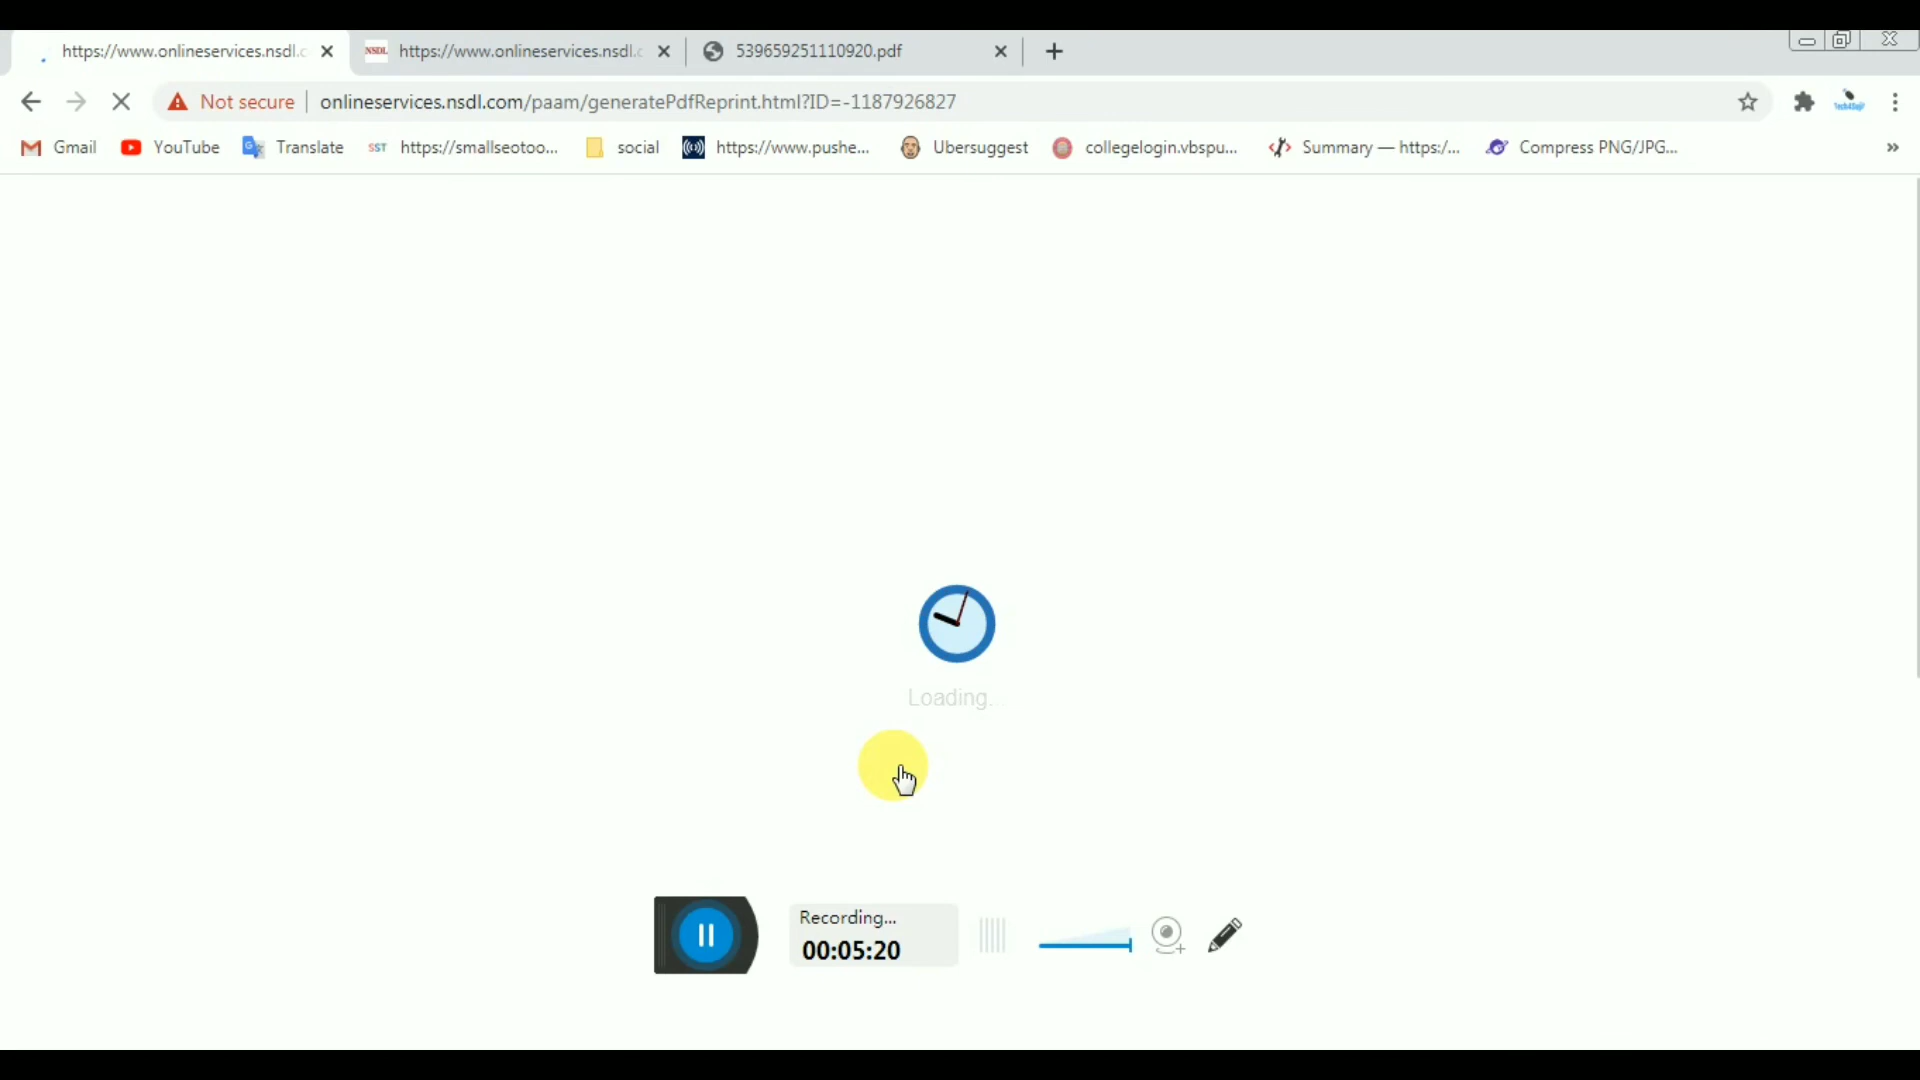 https://www.onlineservices.nsdl.c
NSDL https://www.onlineservices.nsdl.c
539659251110920.pdf
Not secure onlineservices.nsdl.com/paam/generatePdfReprint.html?ID=-1187926827
Gmail YouTube Translate SST https://smallseotoo... social https://www.pushe... Ubersuggest collegelogin.vbspu... Summary — https:/... Compress PNG/JPG... »
Loading...
Recording...
00:05:20